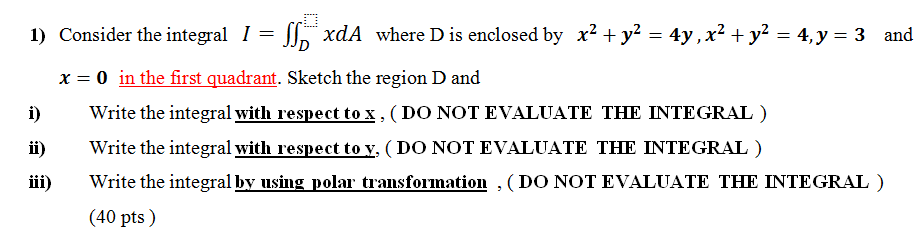 1) Consider the integral I = ∬_D xdA where D is enclosed by x² + y² = 4y , x² + y² = 4, y = 3 and
x = 0 in the first quadrant. Sketch the region D and
i) Write the integral with respect to x , ( DO NOT EVALUATE THE INTEGRAL )
ii) Write the integral with respect to y, ( DO NOT EVALUATE THE INTEGRAL )
iii) Write the integral by using polar transformation , ( DO NOT EVALUATE THE INTEGRAL )
(40 pts )